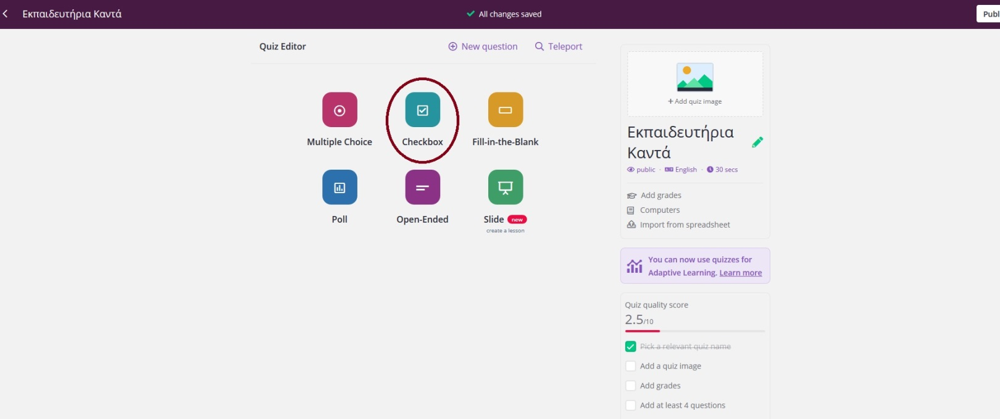 Εκπαιδευτήρια Καντά
All changes saved
Quiz Editor
New question
Teleport
Multiple Choice
Checkbox
Fill-in-the-Blank
Poll
Open-Ended
Slide new
create a lesson
+ Add quiz image
Εκπαιδευτήρια
Καντά
public · English · 30 secs
Add grades
Computers
Import from spreadsheet
You can now use quizzes for
Adaptive Learning. Learn more
Quiz quality score
2.5/10
Pick a relevant quiz name
Add a quiz image
Add grades
Add at least 4 questions